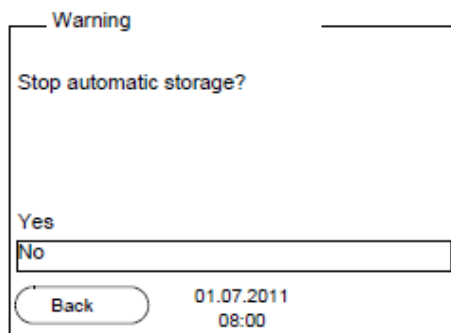 Warning
Stop automatic storage?
Yes
No
Back
01.07.2011
08:00